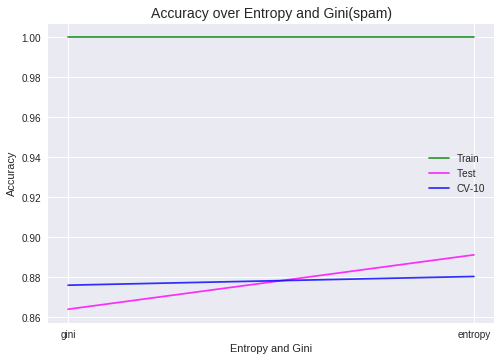 Accuracy over Entropy and Gini(spam)
1.00
0.98
0.96
0.94
0.92
0.90
0.88
0.86
Accuracy
Train
Test
CV-10
gini
entropy
Entropy and Gini